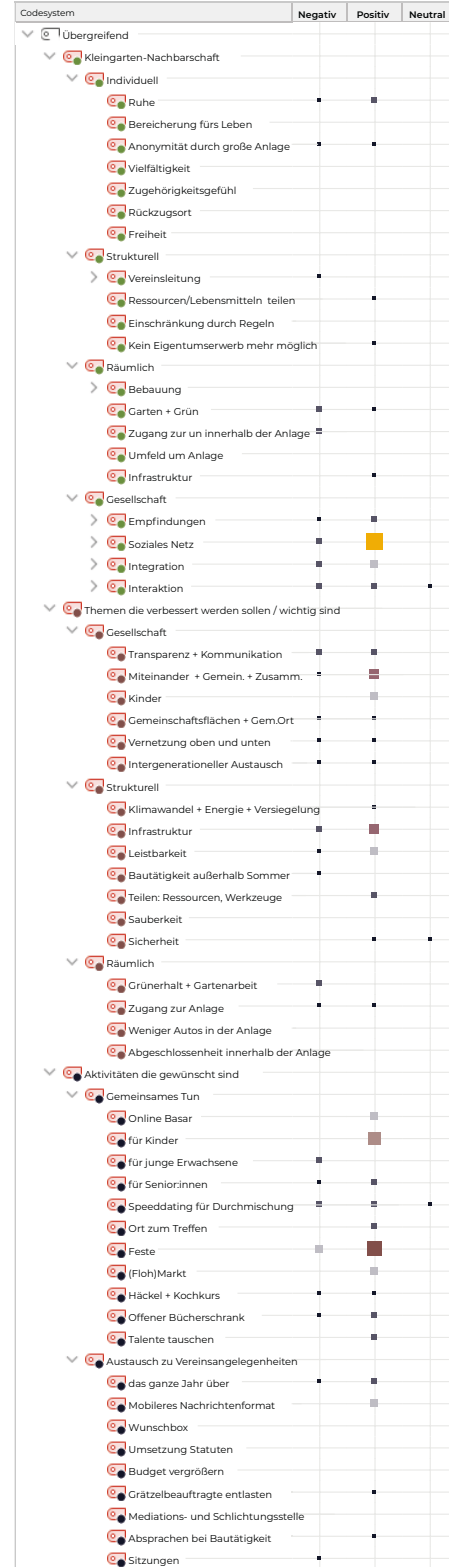 Codesystem Negativ Positiv Neutral
Übergreifend
Kleingarten-Nachbarschaft
Individuell
Ruhe
Bereicherung fürs Leben
Anonymität durch große Anlage
Vielfältigkeit
Zugehörigkeitsgefühl
Rückzugsort
Freiheit
Strukturell
Vereinsleitung
Ressourcen/Lebensmitteln teilen
Einschränkung durch Regeln
Kein Eigentumserwerb mehr möglich
Räumlich
Bebauung
Garten + Grün
Zugang zur un innerhalb der Anlage
Umfeld um Anlage
Infrastruktur
Gesellschaft
Empfindungen
Soziales Netz
Integration
Interaktion
Themen die verbessert werden sollen / wichtig sind
Gesellschaft
Transparenz + Kommunikation
Miteinander + Gemein. + Zusamm.
Kinder
Gemeinschaftsflächen + Gem.Ort
Vernetzung oben und unten
Intergenerationeller Austausch
Strukturell
Klimawandel + Energie + Versiegelung
Infrastruktur
Leistbarkeit
Bautätigkeit außerhalb Sommer
Teilen: Ressourcen, Werkzeuge
Sauberkeit
Sicherheit
Räumlich
Grünerhalt + Gartenarbeit
Zugang zur Anlage
Weniger Autos in der Anlage
Abgeschlossenheit innerhalb der Anlage
Aktivitäten die gewünscht sind
Gemeinsames Tun
Online Basar
für Kinder
für junge Erwachsene
für Senior:innen
Speeddating für Durchmischung
Ort zum Treffen
Feste
(Floh)Markt
Häckel + Kochkurs
Offener Bücherschrank
Talente tauschen
Austausch zu Vereinsangelegenheiten
das ganze Jahr über
Mobileres Nachrichtenformat
Wunschbox
Umsetzung Statuten
Budget vergrößern
Grätzelbeauftragte entlasten
Mediations- und Schlichtungsstelle
Absprachen bei Bautätigkeit
Sitzungen